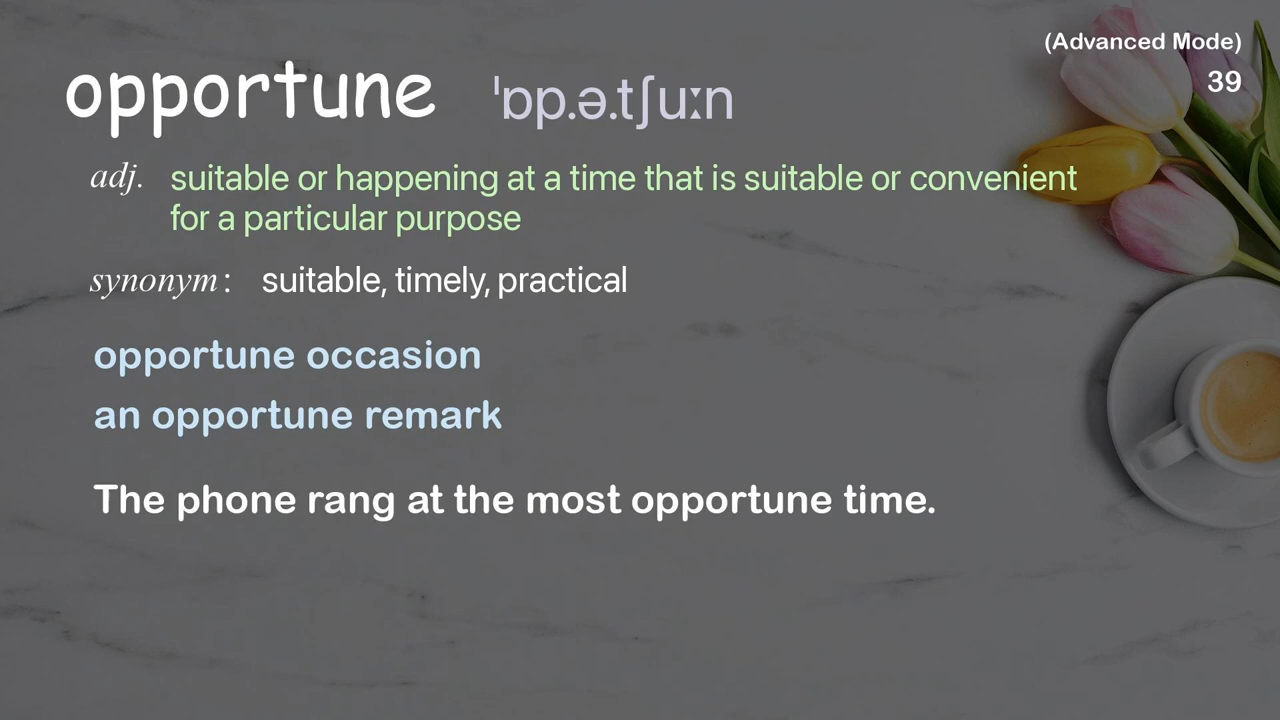 (Advanced Mode)
39
opportune ˈɒp.ə.tʃuːn
adj. suitable or happening at a time that is suitable or convenient
for a particular purpose
synonym: suitable, timely, practical
opportune occasion
an opportune remark
The phone rang at the most opportune time.